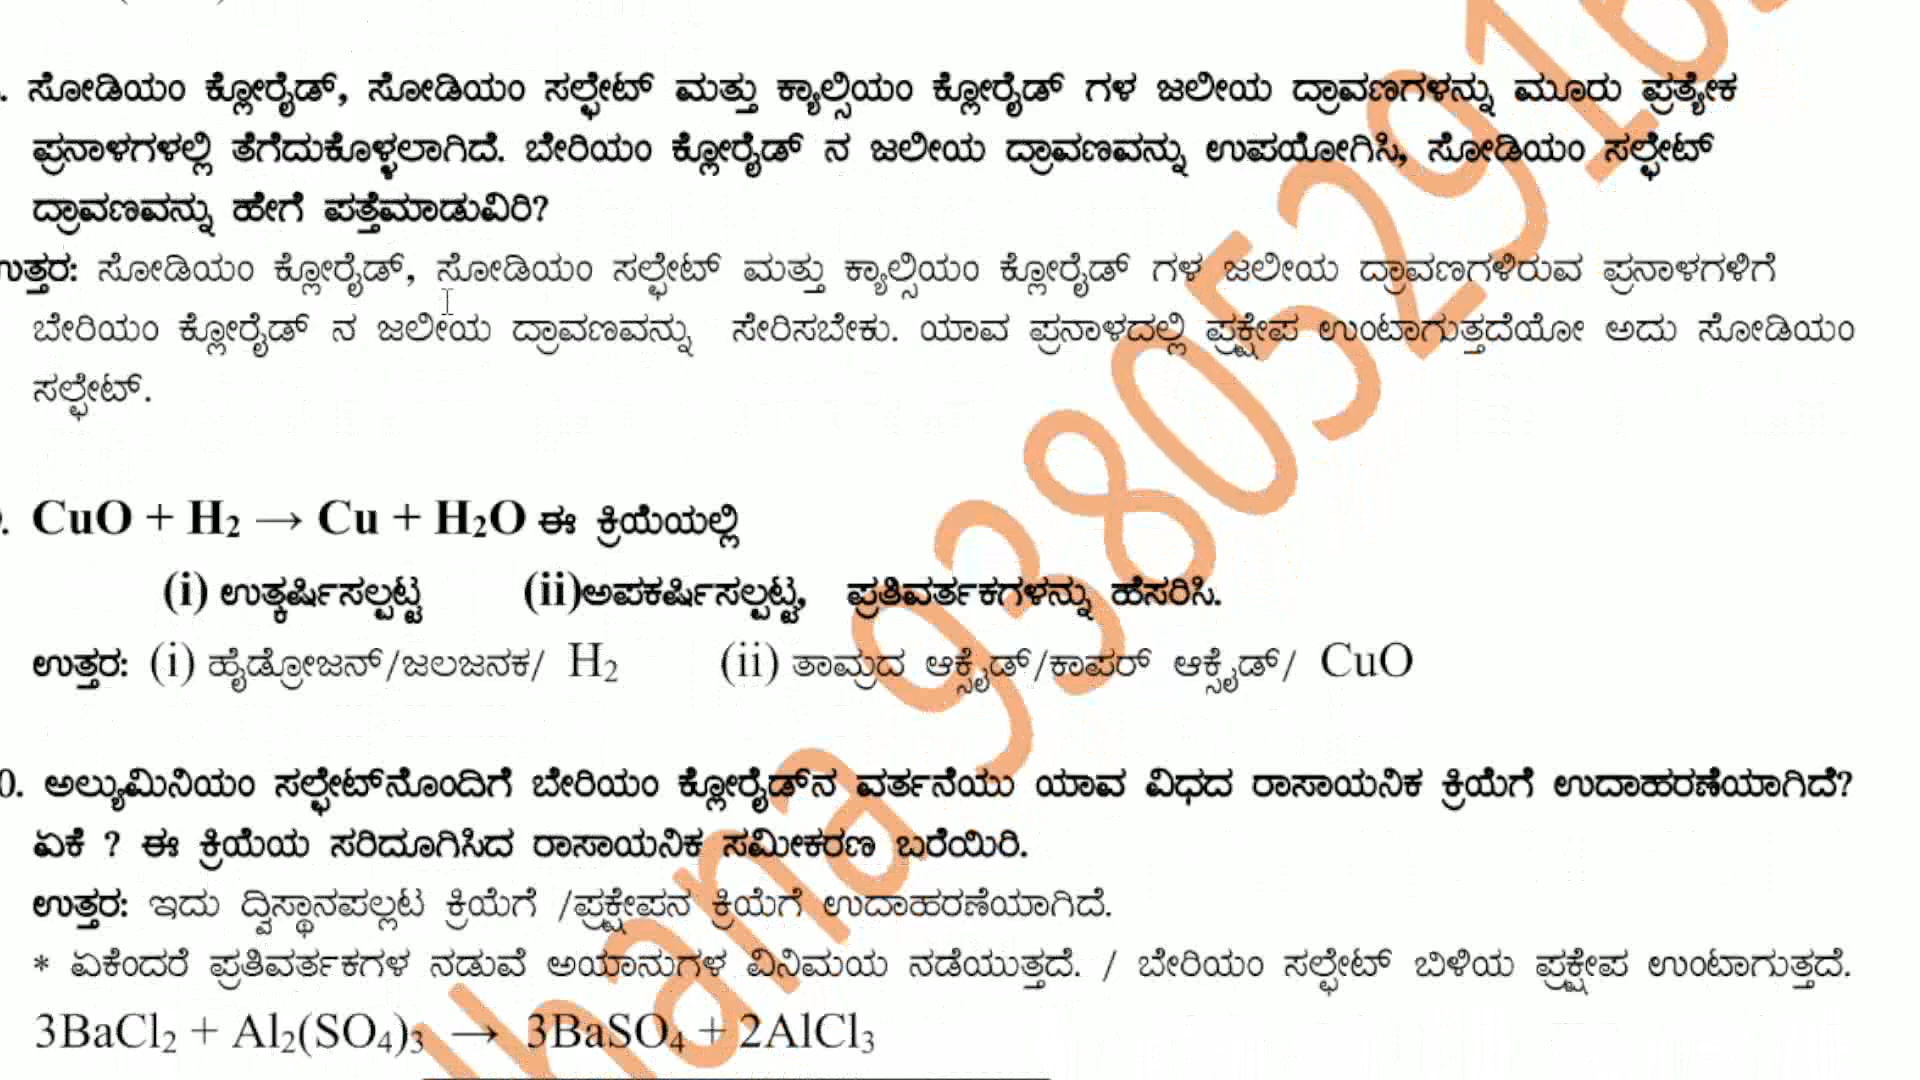 . ಸೋಡಿಯಂ ಕ್ಲೋರೈಡ್, ಸೋಡಿಯಂ ಸಲ್ಫೇಟ್ ಮತ್ತು ಕ್ಯಾಲ್ಸಿಯಂ ಕ್ಲೋರೈಡ್ ಗಳ ಜಲೀಯ ದ್ರಾವಣಗಳನ್ನು ಮೂರು ಪ್ರತ್ಯೇಕ
ಪ್ರನಾಳಗಳಲ್ಲಿ ತೆಗೆದುಕೊಳ್ಳಲಾಗಿದೆ. ಬೇರಿಯಂ ಕ್ಲೋರೈಡ್ ನ ಜಲೀಯ ದ್ರಾವಣವನ್ನು ಉಪಯೋಗಿಸಿ, ಸೋಡಿಯಂ ಸಲ್ಫೇಟ್
ದ್ರಾವಣವನ್ನು ಹೇಗೆ ಪತ್ತೆಮಾಡುವಿರಿ?
ಉತ್ತರ: ಸೋಡಿಯಂ ಕ್ಲೋರೈಡ್, ಸೋಡಿಯಂ ಸಲ್ಫೇಟ್ ಮತ್ತು ಕ್ಯಾಲ್ಸಿಯಂ ಕ್ಲೋರೈಡ್ ಗಳ ಜಲೀಯ ದ್ರಾವಣಗಳಿರುವ ಪ್ರನಾಳಗಳಿಗೆ
ಬೇರಿಯಂ ಕ್ಲೋರೈಡ್ ನ ಜಲೀಯ ದ್ರಾವಣವನ್ನು ಸೇರಿಸಬೇಕು. ಯಾವ ಪ್ರನಾಳದಲ್ಲಿ ಪ್ರಕ್ಷೇಪ ಉಂಟಾಗುತ್ತದೆಯೋ ಅದು ಸೋಡಿಯಂ
ಸಲ್ಫೇಟ್.
. CuO + H₂ → Cu + H₂O ಈ ಕ್ರಿಯೆಯಲ್ಲಿ
(i) ಉತ್ಕರ್ಷಿಸಲ್ಪಟ್ಟ (ii)ಅಪಕರ್ಷಿಸಲ್ಪಟ್ಟ, ಪ್ರತಿವರ್ತಕಗಳನ್ನು ಹೆಸರಿಸಿ.
ಉತ್ತರ: (i) ಹೈಡ್ರೋಜನ್/ಜಲಜನಕ/ H₂ (ii) ತಾಮ್ರದ ಆಕ್ಸೈಡ್/ಕಾಪರ್ ಆಕ್ಸೈಡ್/ CuO
0. ಅಲ್ಯುಮಿನಿಯಂ ಸಲ್ಫೇಟ್‌ನೊಂದಿಗೆ ಬೇರಿಯಂ ಕ್ಲೋರೈಡ್‌ನ ವರ್ತನೆಯು ಯಾವ ವಿಧದ ರಾಸಾಯನಿಕ ಕ್ರಿಯೆಗೆ ಉದಾಹರಣೆಯಾಗಿದೆ?
ಏಕೆ ? ಈ ಕ್ರಿಯೆಯ ಸರಿದೂಗಿಸಿದ ರಾಸಾಯನಿಕ ಸಮೀಕರಣ ಬರೆಯಿರಿ.
ಉತ್ತರ: ಇದು ದ್ವಿಸ್ಥಾನಪಲ್ಲಟ ಕ್ರಿಯೆಗೆ /ಪ್ರಕ್ಷೇಪನ ಕ್ರಿಯೆಗೆ ಉದಾಹರಣೆಯಾಗಿದೆ.
* ಏಕೆಂದರೆ ಪ್ರತಿವರ್ತಕಗಳ ನಡುವೆ ಅಯಾನುಗಳ ವಿನಿಮಯ ನಡೆಯುತ್ತದೆ. / ಬೇರಿಯಂ ಸಲ್ಫೇಟ್ ಬಿಳಿಯ ಪ್ರಕ್ಷೇಪ ಉಂಟಾಗುತ್ತದೆ.
3BaCl₂ + Al₂(SO₄)₃ → 3BaSO₄ + 2AlCl₃